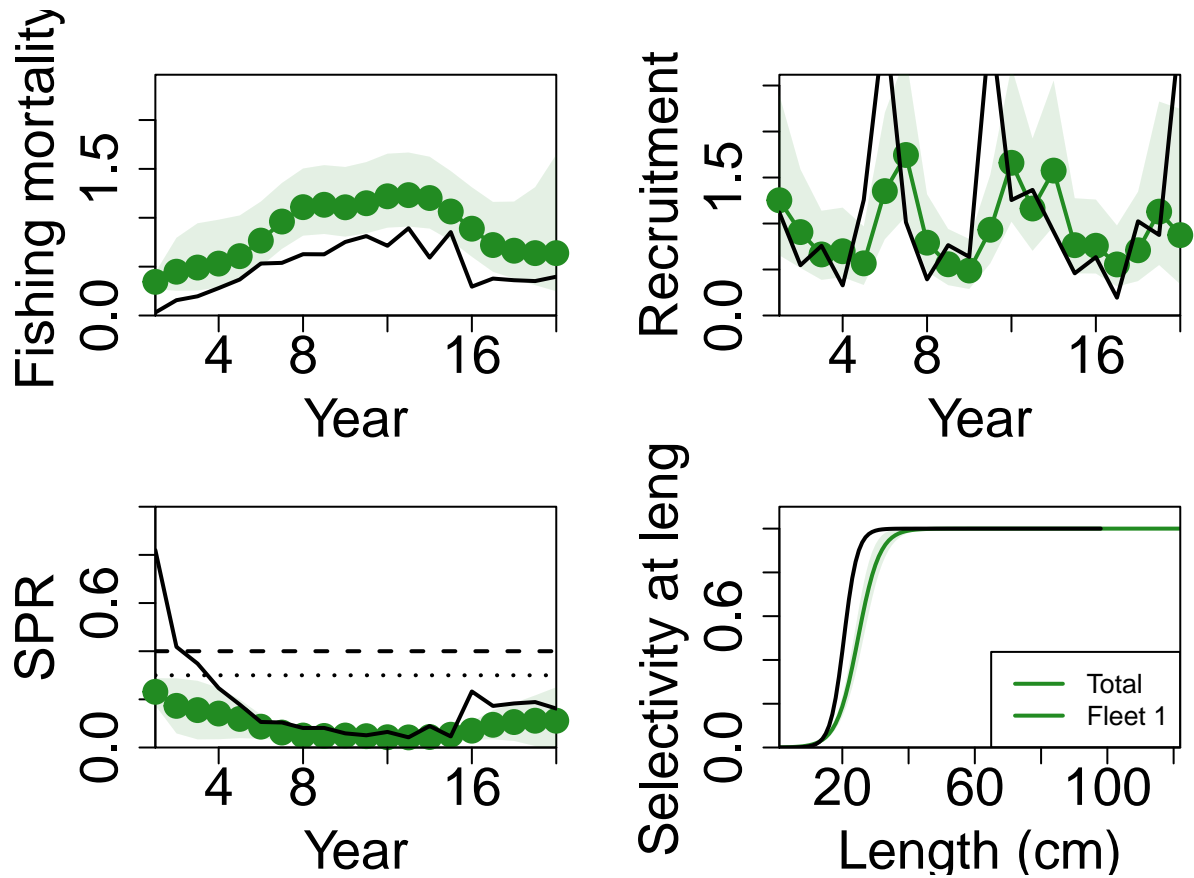 Fishing mortality
0.0 1.5
4 8 16
Year
Recruitment
0.0 1.5
4 8 16
Year
SPR
0.0 0.6
4 8 16
Year
Selectivity at leng
0.0 0.6
20 60 100
Length (cm)
Total
Fleet 1